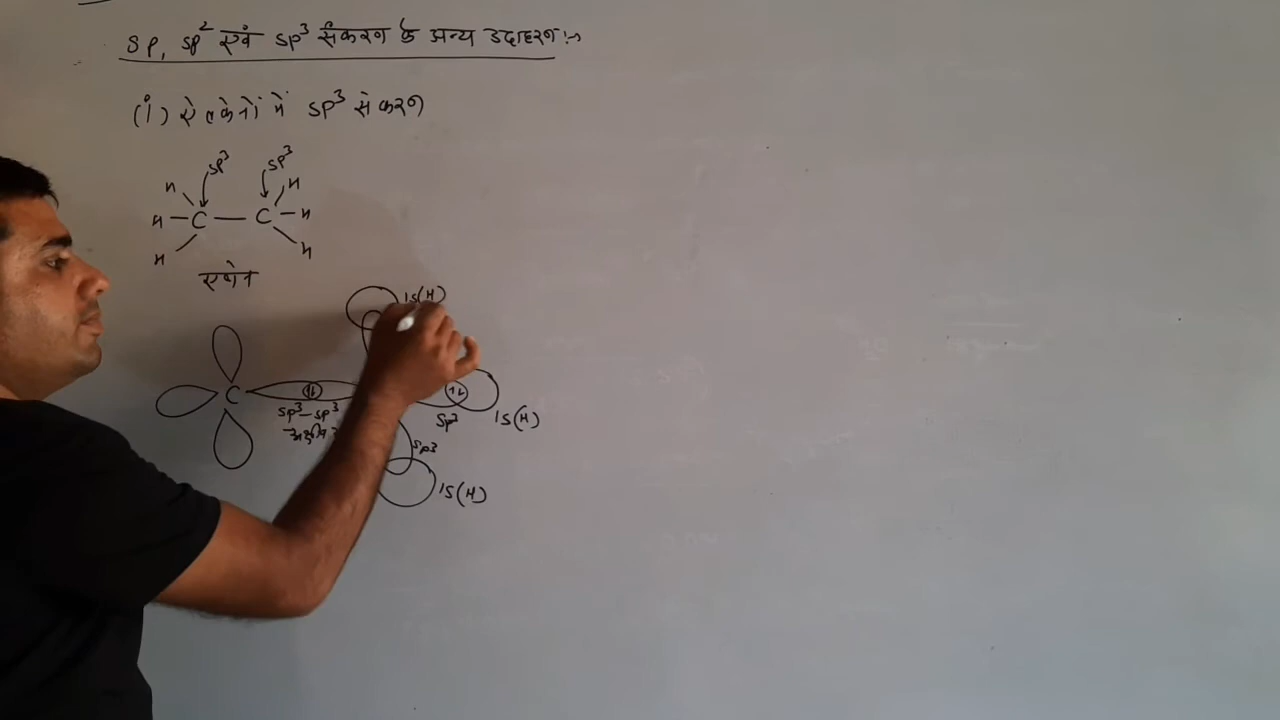 sp, sp² एवं sp³ संकरण के अन्य उदाहरण :-
(i) ऐल्केनों में sp³ संकरण
sp³ sp³
H H
H — C — C — H
H H
एथेन
1s(H)
C
sp³–sp³ sp³ 1s(H)
sp³
1s(H)